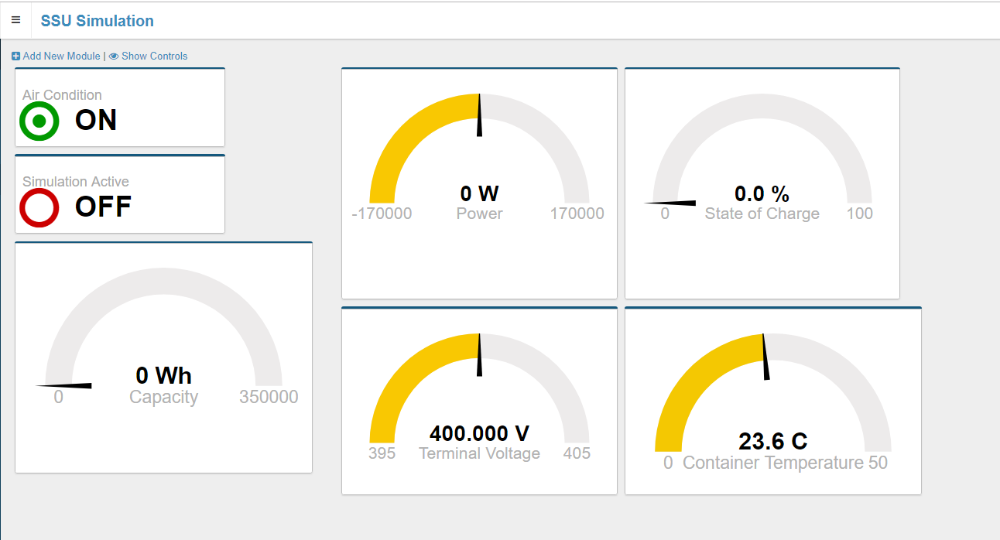 SSU Simulation
Add New Module | Show Controls
Air Condition
ON
Simulation Active
OFF
0 Wh
0 Capacity 350000
0 W
-170000 Power 170000
0.0 %
0 State of Charge 100
400.000 V
395 Terminal Voltage 405
23.6 C
0 Container Temperature 50